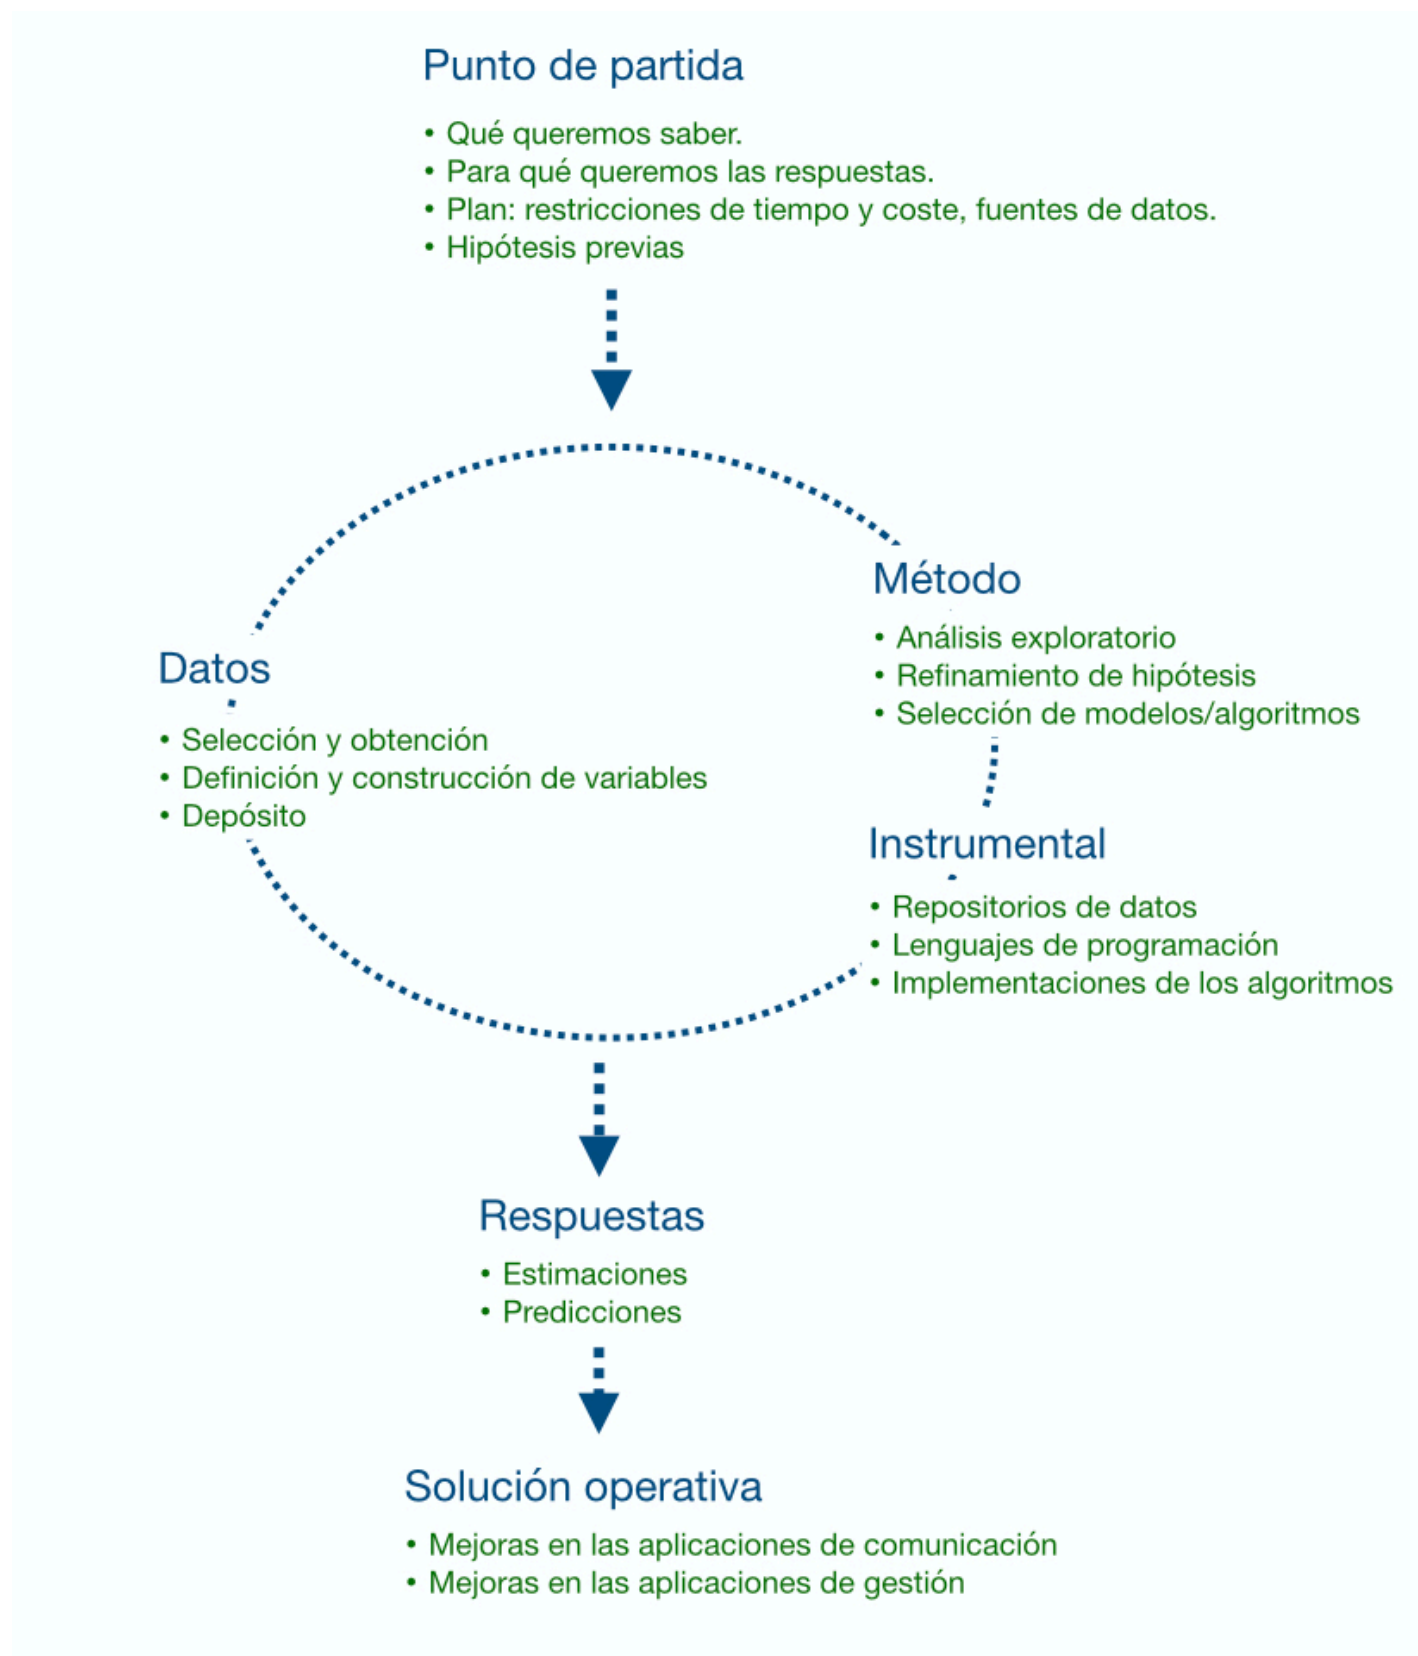 Punto de partida
• Qué queremos saber.
• Para qué queremos las respuestas.
• Plan: restricciones de tiempo y coste, fuentes de datos.
• Hipótesis previas
Método
• Análisis exploratorio
• Refinamiento de hipótesis
• Selección de modelos/algoritmos
Datos
• Selección y obtención
• Definición y construcción de variables
• Depósito
Instrumental
• Repositorios de datos
• Lenguajes de programación
• Implementaciones de los algoritmos
Respuestas
• Estimaciones
• Predicciones
Solución operativa
• Mejoras en las aplicaciones de comunicación
• Mejoras en las aplicaciones de gestión